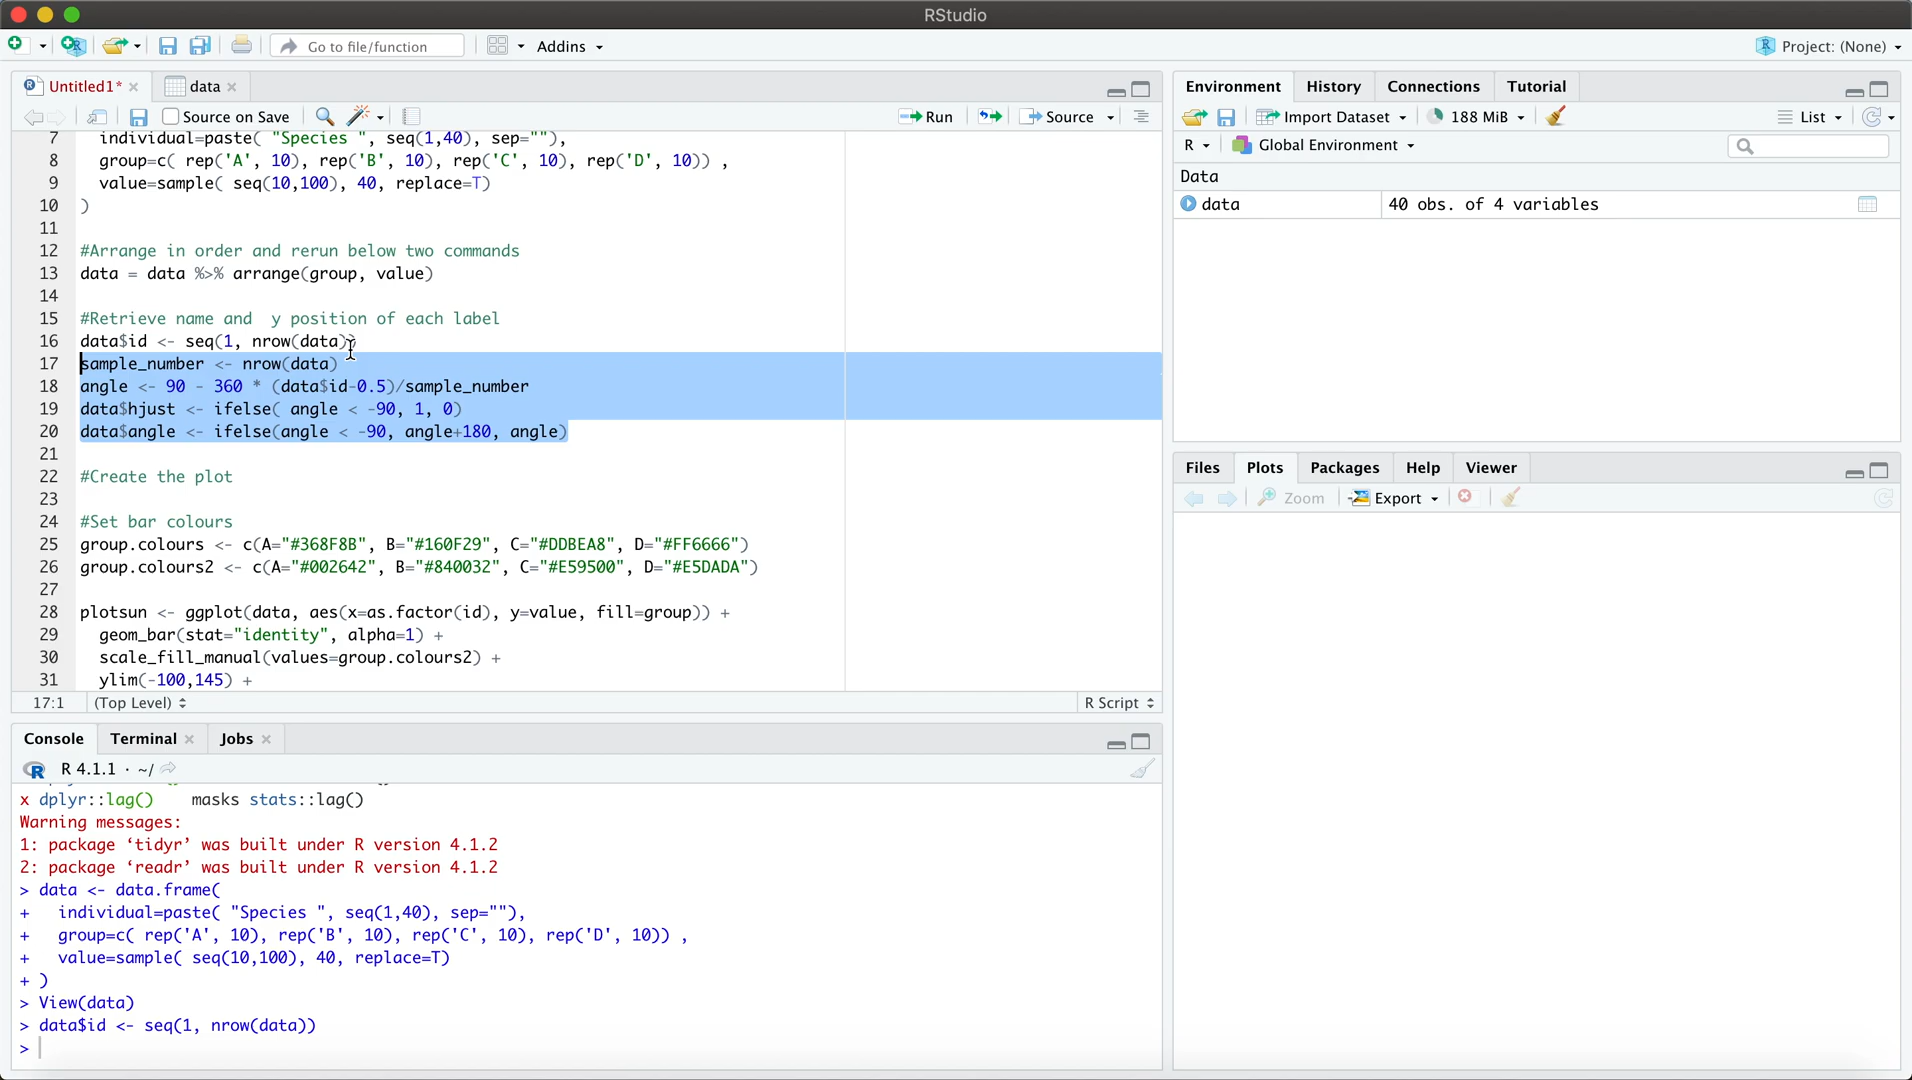 RStudio
Go to file/function
Addins
Project: (None)
Untitled1*
data
Source on Save
Run
Source
7 individual=paste( "Species ", seq(1,40), sep=""),
8 group=c( rep('A', 10), rep('B', 10), rep('C', 10), rep('D', 10)) ,
9 value=sample( seq(10,100), 40, replace=T)
10 )
11
12 #Arrange in order and rerun below two commands
13 data = data %>% arrange(group, value)
14
15 #Retrieve name and  y position of each label
16 data$id <- seq(1, nrow(data))
17 sample_number <- nrow(data)
18 angle <- 90 - 360 * (data$id-0.5)/sample_number
19 data$hjust <- ifelse( angle < -90, 1, 0)
20 data$angle <- ifelse(angle < -90, angle+180, angle)
21
22 #Create the plot
23
24 #Set bar colours
25 group.colours <- c(A="#368F8B", B="#160F29", C="#DDBEA8", D="#FF6666")
26 group.colours2 <- c(A="#002642", B="#840032", C="#E59500", D="#E5DADA")
27
28 plotsun <- ggplot(data, aes(x=as.factor(id), y=value, fill=group)) +
29 geom_bar(stat="identity", alpha=1) +
30 scale_fill_manual(values=group.colours2) +
31 ylim(-100,145) +
17:1
(Top Level)
R Script
Console
Terminal
Jobs
R 4.1.1 · ~/
x dplyr::lag()    masks stats::lag()
Warning messages:
1: package ‘tidyr’ was built under R version 4.1.2
2: package ‘readr’ was built under R version 4.1.2
> data <- data.frame(
+   individual=paste( "Species ", seq(1,40), sep=""),
+   group=c( rep('A', 10), rep('B', 10), rep('C', 10), rep('D', 10)) ,
+   value=sample( seq(10,100), 40, replace=T)
+ )
> View(data)
> data$id <- seq(1, nrow(data))
>
Environment
History
Connections
Tutorial
Import Dataset
188 MiB
List
R
Global Environment
Data
data
40 obs. of 4 variables
Files
Plots
Packages
Help
Viewer
Zoom
Export